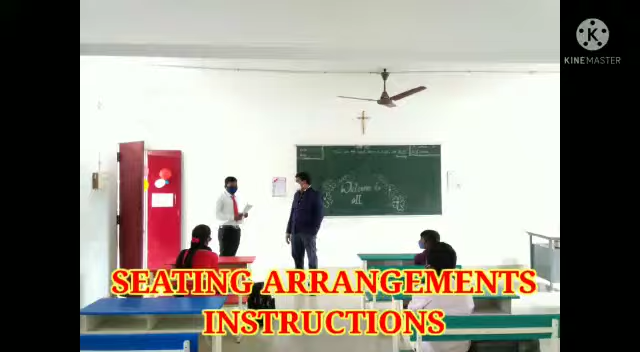 KINEMASTER
Welcome to
all
SEATING ARRANGEMENTS
INSTRUCTIONS